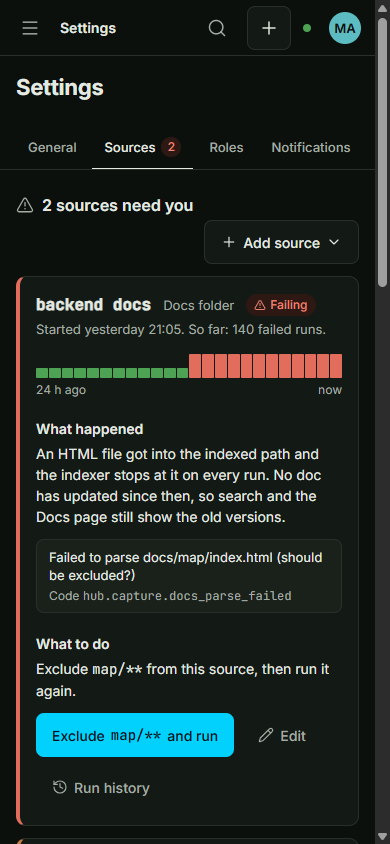 Settings
MA
Settings
General Sources 2 Roles Notifications
2 sources need you
+ Add source
backend docs Docs folder Failing
Started yesterday 21:05. So far: 140 failed runs.
24 h ago now
What happened
An HTML file got into the indexed path and
the indexer stops at it on every run. No doc
has updated since then, so search and the
Docs page still show the old versions.
Failed to parse docs/map/index.html (should
be excluded?)
Code hub.capture.docs_parse_failed
What to do
Exclude map/** from this source, then run it
again.
Exclude map/** and run Edit
Run history